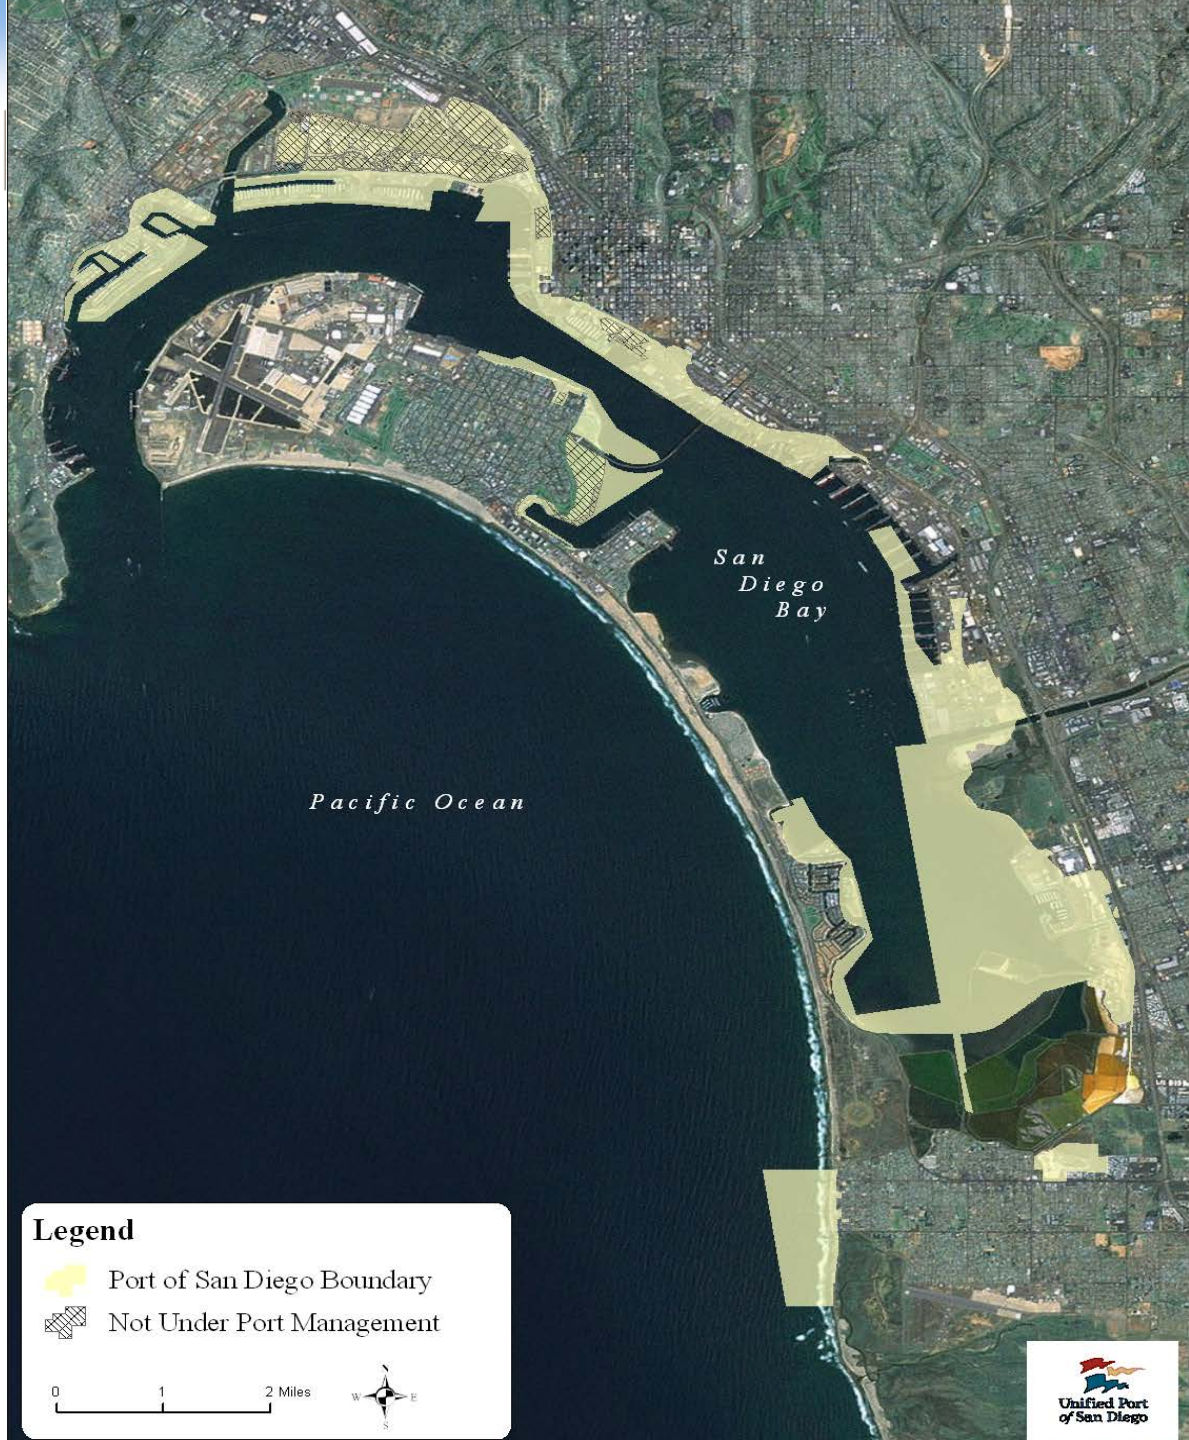 San
Diego
Bay
Pacific Ocean
Legend
Port of San Diego Boundary
Not Under Port Management
0 1 2 Miles
N
W E
S
Unified Port
of San Diego